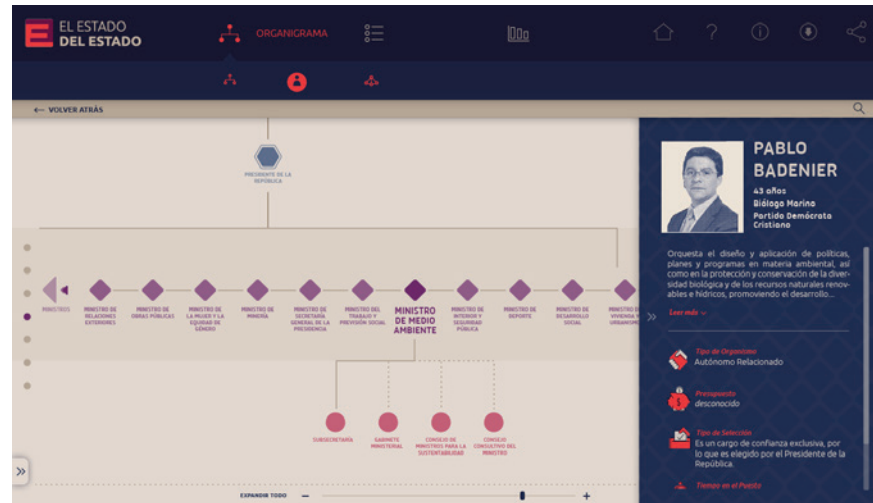 EL ESTADO
DEL ESTADO
ORGANIGRAMA
← VOLVER ATRÁS
PRESIDENTE DE LA
REPÚBLICA
MINISTROS
MINISTRO DE
RELACIONES
EXTERIORES
MINISTRO DE
OBRAS PÚBLICAS
MINISTRO DE
LA MUJER Y LA
EQUIDAD DE
GÉNERO
MINISTRO DE
MINERÍA
MINISTRO DE
SECRETARÍA
GENERAL DE LA
PRESIDENCIA
MINISTRO DEL
TRABAJO Y
PREVISIÓN SOCIAL
MINISTRO
DE MEDIO
AMBIENTE
MINISTRO DE
INTERIOR Y
SEGURIDAD
PÚBLICA
MINISTRO DE
DEPORTE
MINISTRO DE
DESARROLLO
SOCIAL
MINISTRO D
VIVIENDA Y
URBANISMO
SUBSECRETARÍA
GABINETE
MINISTERIAL
CONSEJO DE
MINISTROS PARA LA
SUSTENTABILIDAD
CONSEJO
CONSULTIVO DEL
MINISTRO
EXPANDIR TODO − +
PABLO
BADENIER
43 años
Biólogo Marino
Partido Demócrata
Cristiano
Orquesta el diseño y aplicación de políticas,
planes y programas en materia ambiental, así
como en la protección y conservación de la diver-
sidad biológica y de los recursos naturales renov-
ables e hídricos, promoviendo el desarrollo...
Leer más
Tipo de Organismo
Autónomo Relacionado
Presupuesto
desconocido
Tipo de Selección
Es un cargo de confianza exclusiva, por
lo que es elegido por el Presidente de la
República.
Tiempo en el Puesto